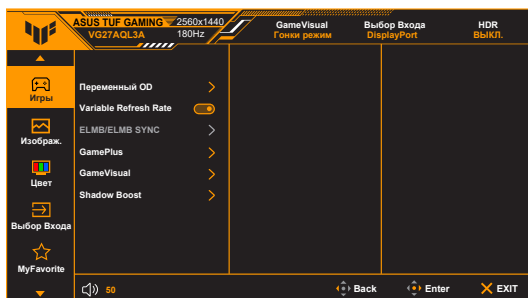 ASUS TUF GAMING 2560x1440
VG27AQL3A 180Hz
GameVisual
Гонки режим
Выбор Входа
DisplayPort
HDR
ВЫКЛ.
Игры
Изображ.
Цвет
Выбор Входа
MyFavorite
Переменный OD
Variable Refresh Rate
ELMB/ELMB SYNC
GamePlus
GameVisual
Shadow Boost
50
Back
Enter
EXIT